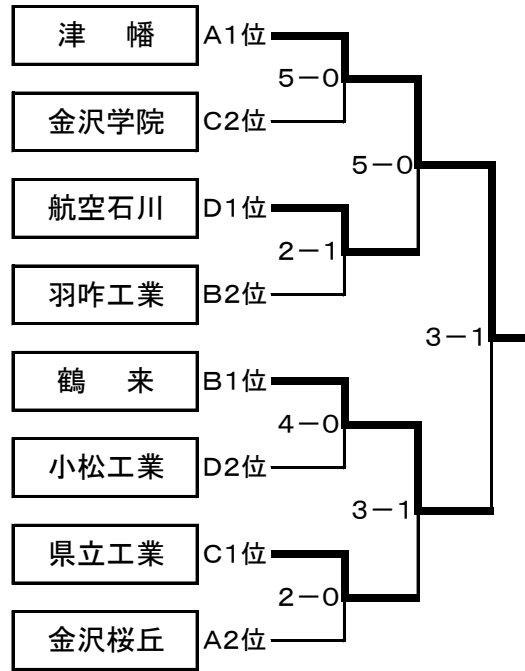 津　幡 A1位
5－0
金沢学院 C2位
5－0
航空石川 D1位
2－1
羽咋工業 B2位
3－1
鶴　来 B1位
4－0
小松工業 D2位
3－1
県立工業 C1位
2－0
金沢桜丘 A2位